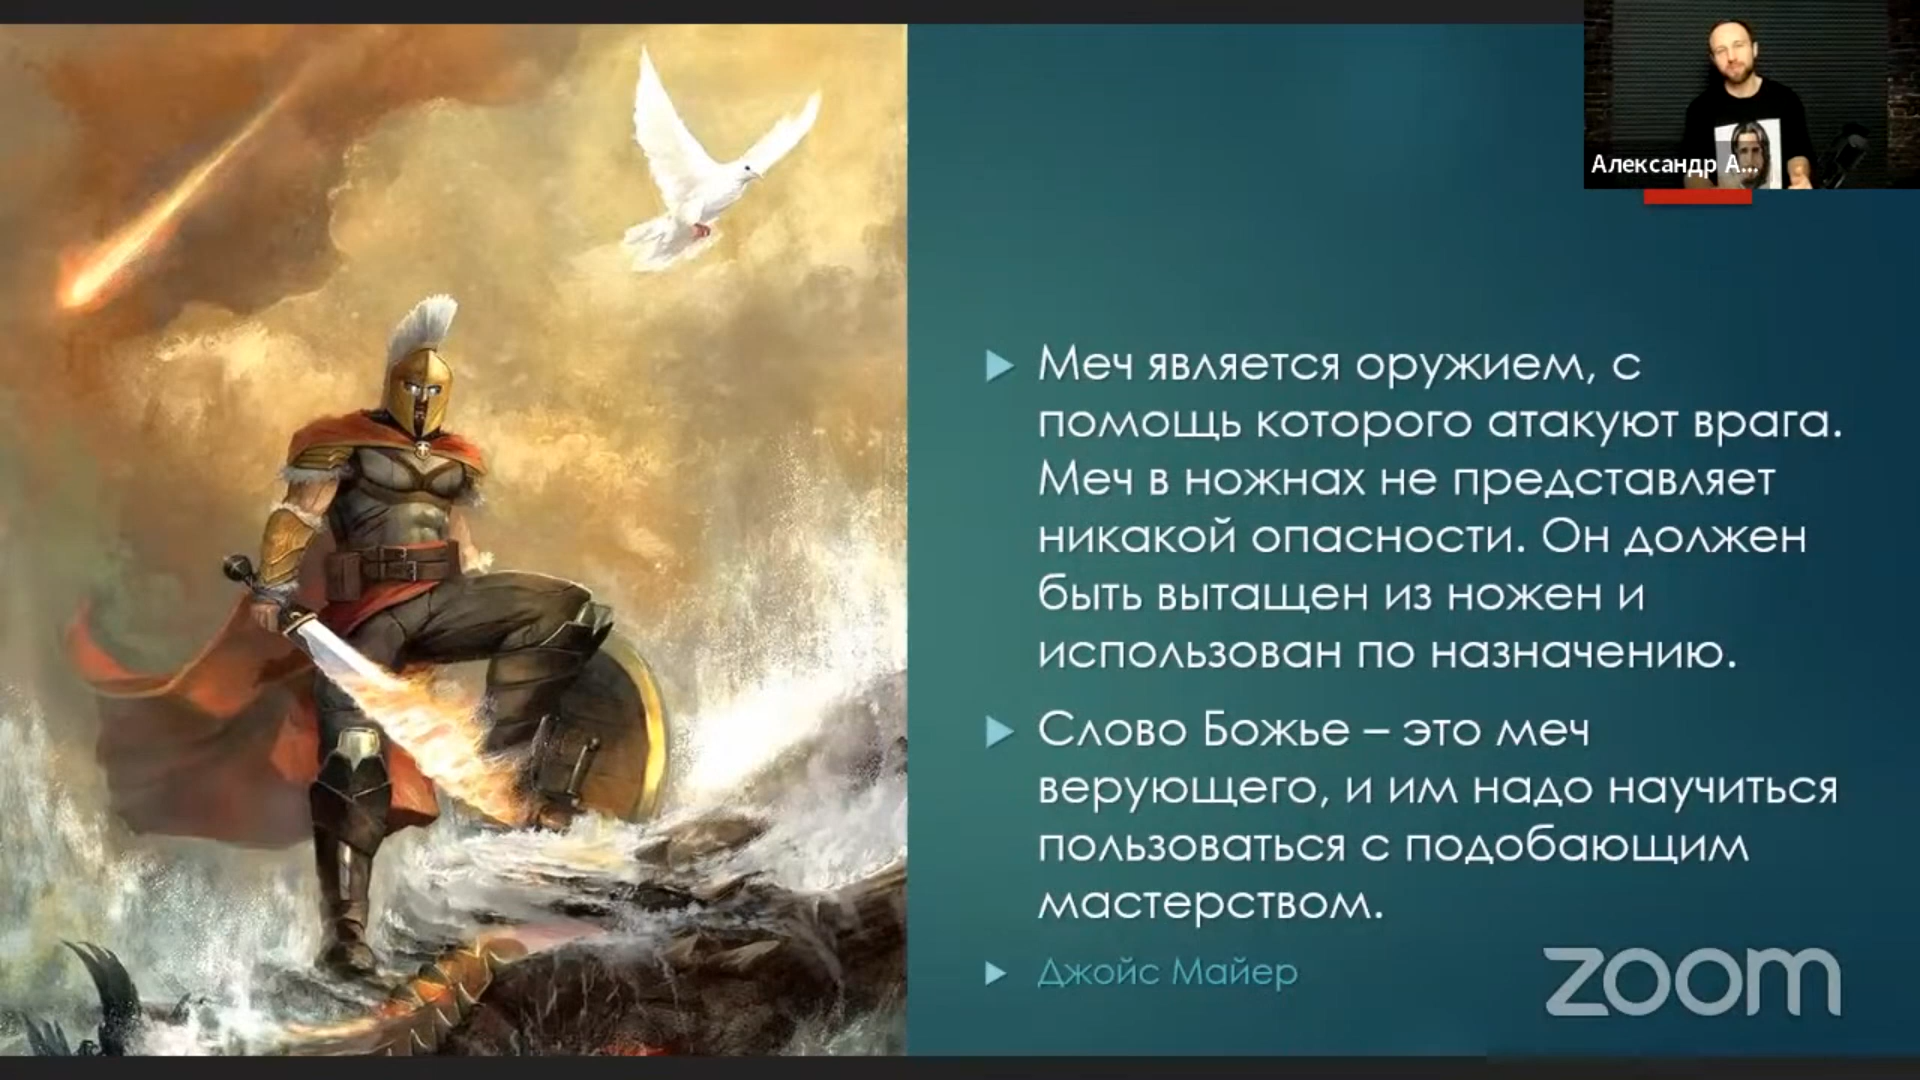 Александр А...
Меч является оружием, с
помощь которого атакуют врага.
Меч в ножнах не представляет
никакой опасности. Он должен
быть вытащен из ножен и
использован по назначению.
Слово Божье – это меч
верующего, и им надо научиться
пользоваться с подобающим
мастерством.
Джойс Майер
zoom